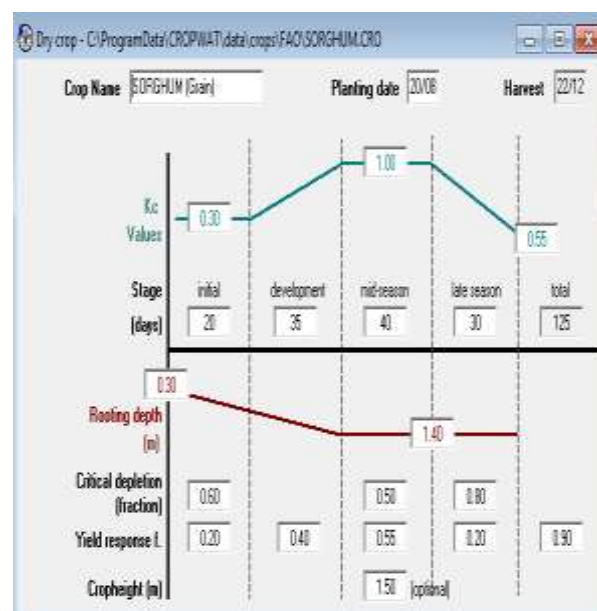 Dry crop - C:\ProgramData\CROPWAT\data\crops\FAO\SORGHUM.CRO
Crop Name SORGHUM (Grain) Planting date 20/08 Harvest 22/12
Kc
Values
0.30
1.00
0.55
Stage initial development mid-season late season total
(days) 20 35 40 30 125
0.30
Rooting depth
(m)
1.40
Critical depletion
(fraction) 0.60 0.50 0.80
Yield response f. 0.20 0.40 0.55 0.20 0.90
Cropheight (m) 1.50 (optional)